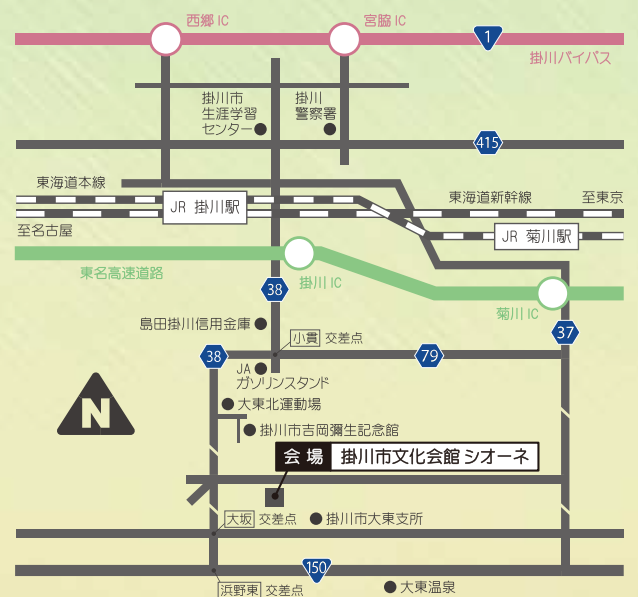 西郷 IC
宮脇 IC
1
掛川バイパス
掛川市
生涯学習
センター
掛川
警察署
415
東海道本線
JR 掛川駅
東海道新幹線
至東京
至名古屋
JR 菊川駅
東名高速道路
掛川 IC
38
菊川 IC
島田掛川信用金庫
小貫 交差点
37
38
79
JA
ガソリンスタンド
大東北運動場
掛川市吉岡彌生記念館
N
会 場 掛川市文化会館 シオーネ
大坂 交差点
掛川市大東支所
150
浜野東 交差点
大東温泉